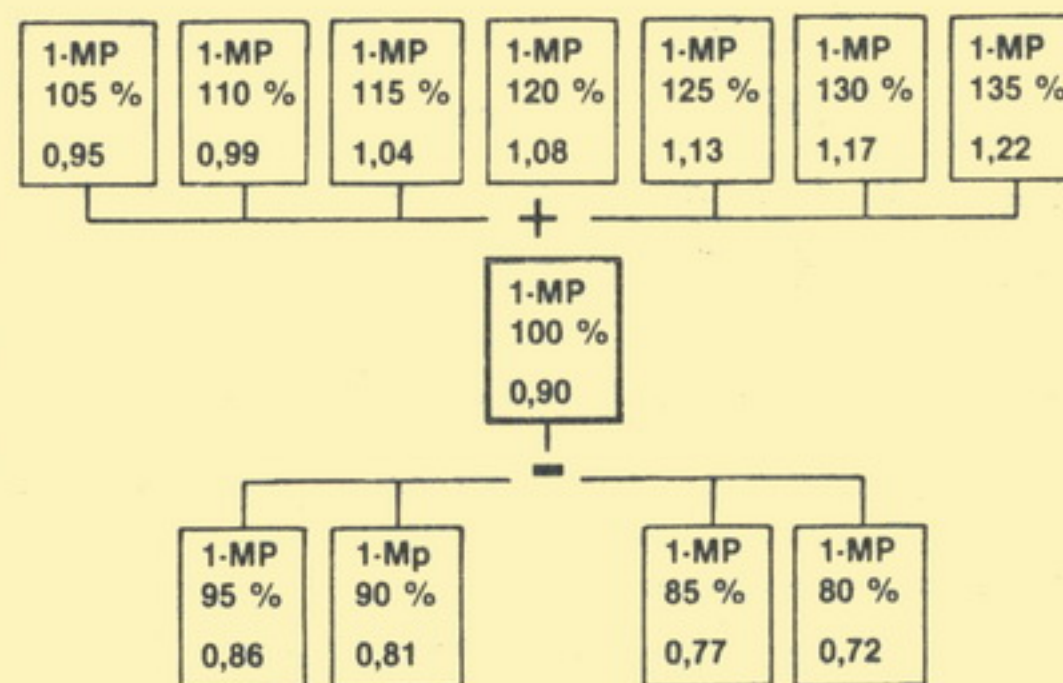 1-MP 1-MP 1-MP 1-MP 1-MP 1-MP 1-MP
105 % 110 % 115 % 120 % 125 % 130 % 135 %
0,95 0,99 1,04 1,08 1,13 1,17 1,22
+
1-MP
100 %
0,90
-
1-MP 1-Mp 1-MP 1-MP
95 % 90 % 85 % 80 %
0,86 0,81 0,77 0,72